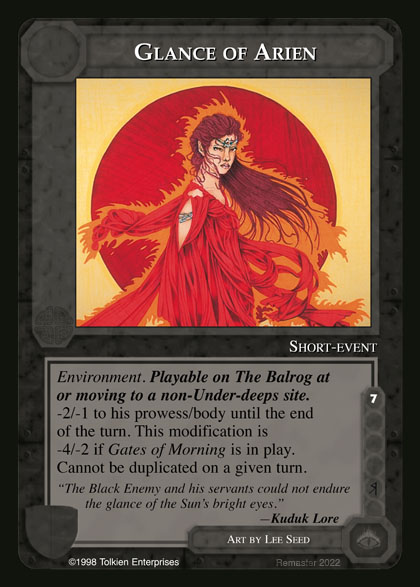 GLANCE OF ARIEN
SHORT-EVENT
Environment. Playable on The Balrog at
or moving to a non-Under-deeps site.
-2/-1 to his prowess/body until the end
of the turn. This modification is
-4/-2 if Gates of Morning is in play.
Cannot be duplicated on a given turn.
“The Black Enemy and his servants could not endure
the glance of the Sun’s bright eyes.”
—Kuduk Lore
7
ART BY LEE SEED
©1998 Tolkien Enterprises
Remaster 2022